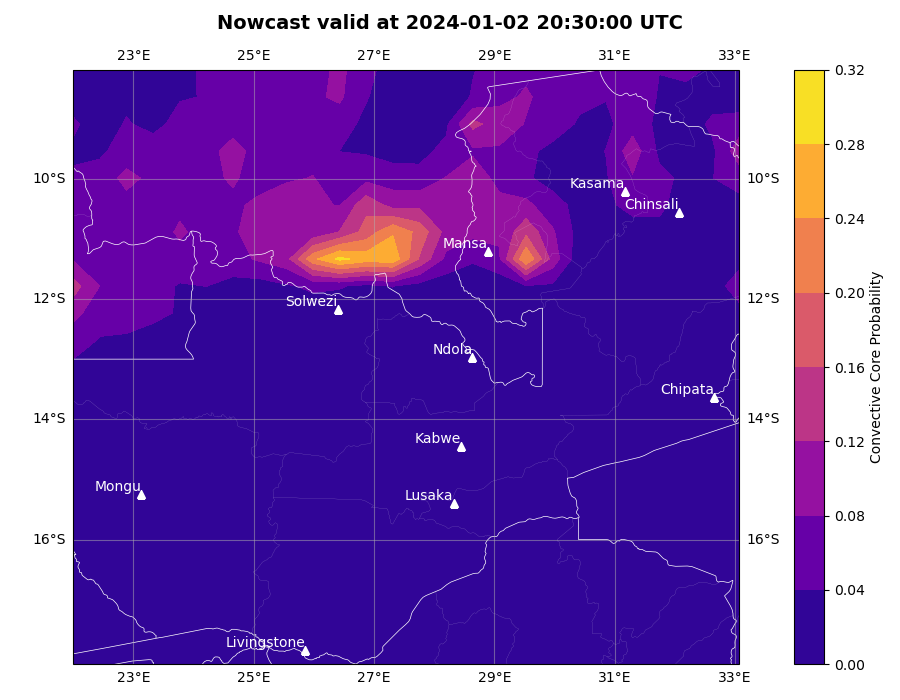 Nowcast valid at 2024-01-02 20:30:00 UTC
23°E 25°E 27°E 29°E 31°E 33°E
0.32
0.28
10°S 10°S
Kasama
Chinsali
0.24
Mansa
0.20
12°S 12°S
Solwezi
0.16
Ndola
Chipata
14°S 14°S
0.12
Kabwe
Mongu
Lusaka
0.08
16°S 16°S
0.04
Livingstone
0.00
23°E 25°E 27°E 29°E 31°E 33°E
Convective Core Probability